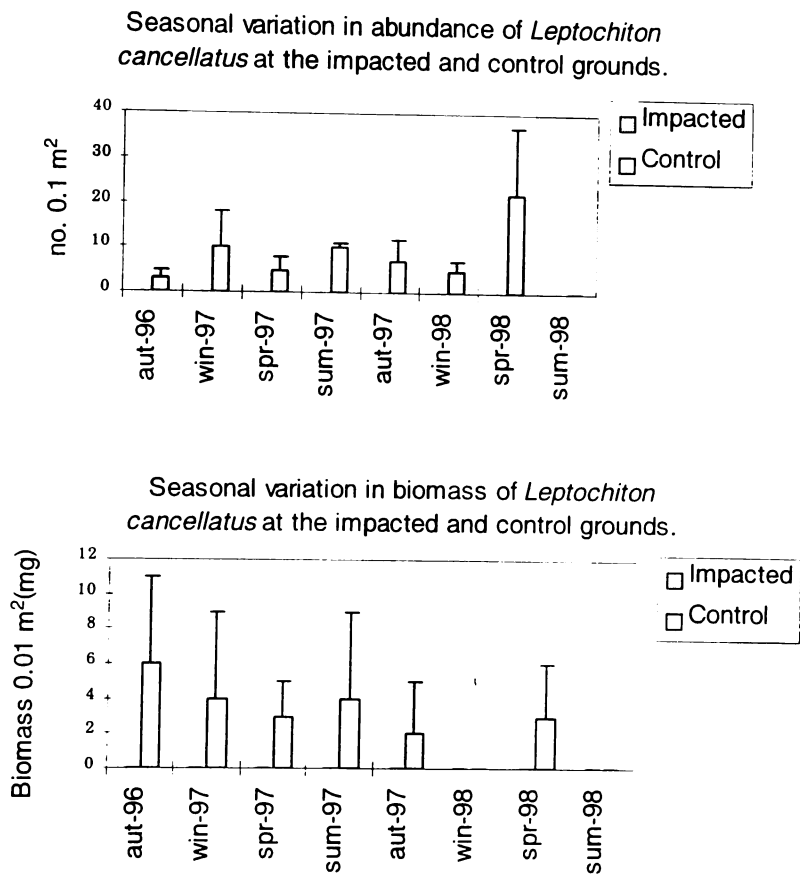 Seasonal variation in abundance of Leptochiton
cancellatus at the impacted and control grounds.
no. 0.1 m²
40
30
20
10
0
Impacted
Control
aut-96
win-97
spr-97
sum-97
aut-97
win-98
spr-98
sum-98
Seasonal variation in biomass of Leptochiton
cancellatus at the impacted and control grounds.
Biomass 0.01 m²(mg)
12
10
8
6
4
2
0
Impacted
Control
aut-96
win-97
spr-97
sum-97
aut-97
win-98
spr-98
sum-98